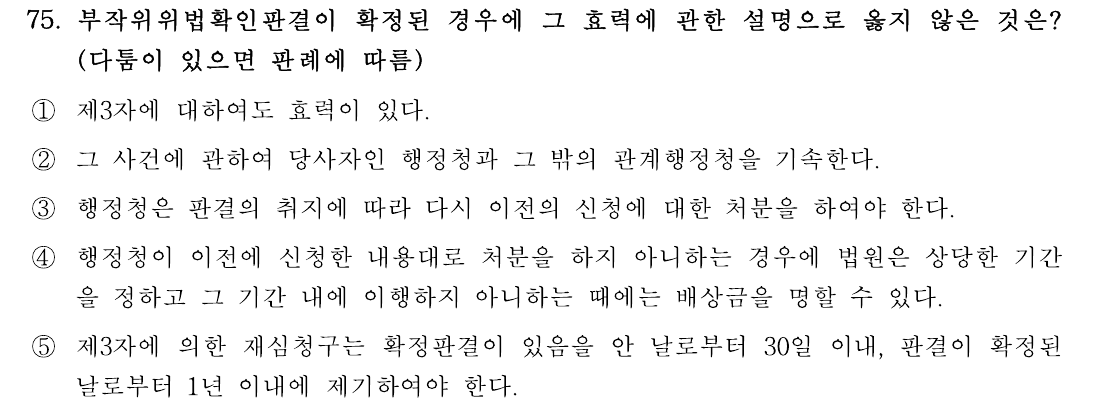 75. 부작위위법확인판결이 확정된 경우에 그 효력에 관한 설명으로 옳지 않은 것은?
(다툼이 있으면 판례에 따름)
① 제3자에 대하여도 효력이 있다.
② 그 사건에 관하여 당사자인 행정청과 그 밖의 관계행정청을 기속한다.
③ 행정청은 판결의 취지에 따라 다시 이전의 신청에 대한 처분을 하여야 한다.
④ 행정청이 이전에 신청한 내용대로 처분을 하지 아니하는 경우에 법원은 상당한 기간
을 정하고 그 기간 내에 이행하지 아니하는 때에는 배상금을 명할 수 있다.
⑤ 제3자에 의한 재심청구는 확정판결이 있음을 안 날로부터 30일 이내, 판결이 확정된
날로부터 1년 이내에 제기하여야 한다.